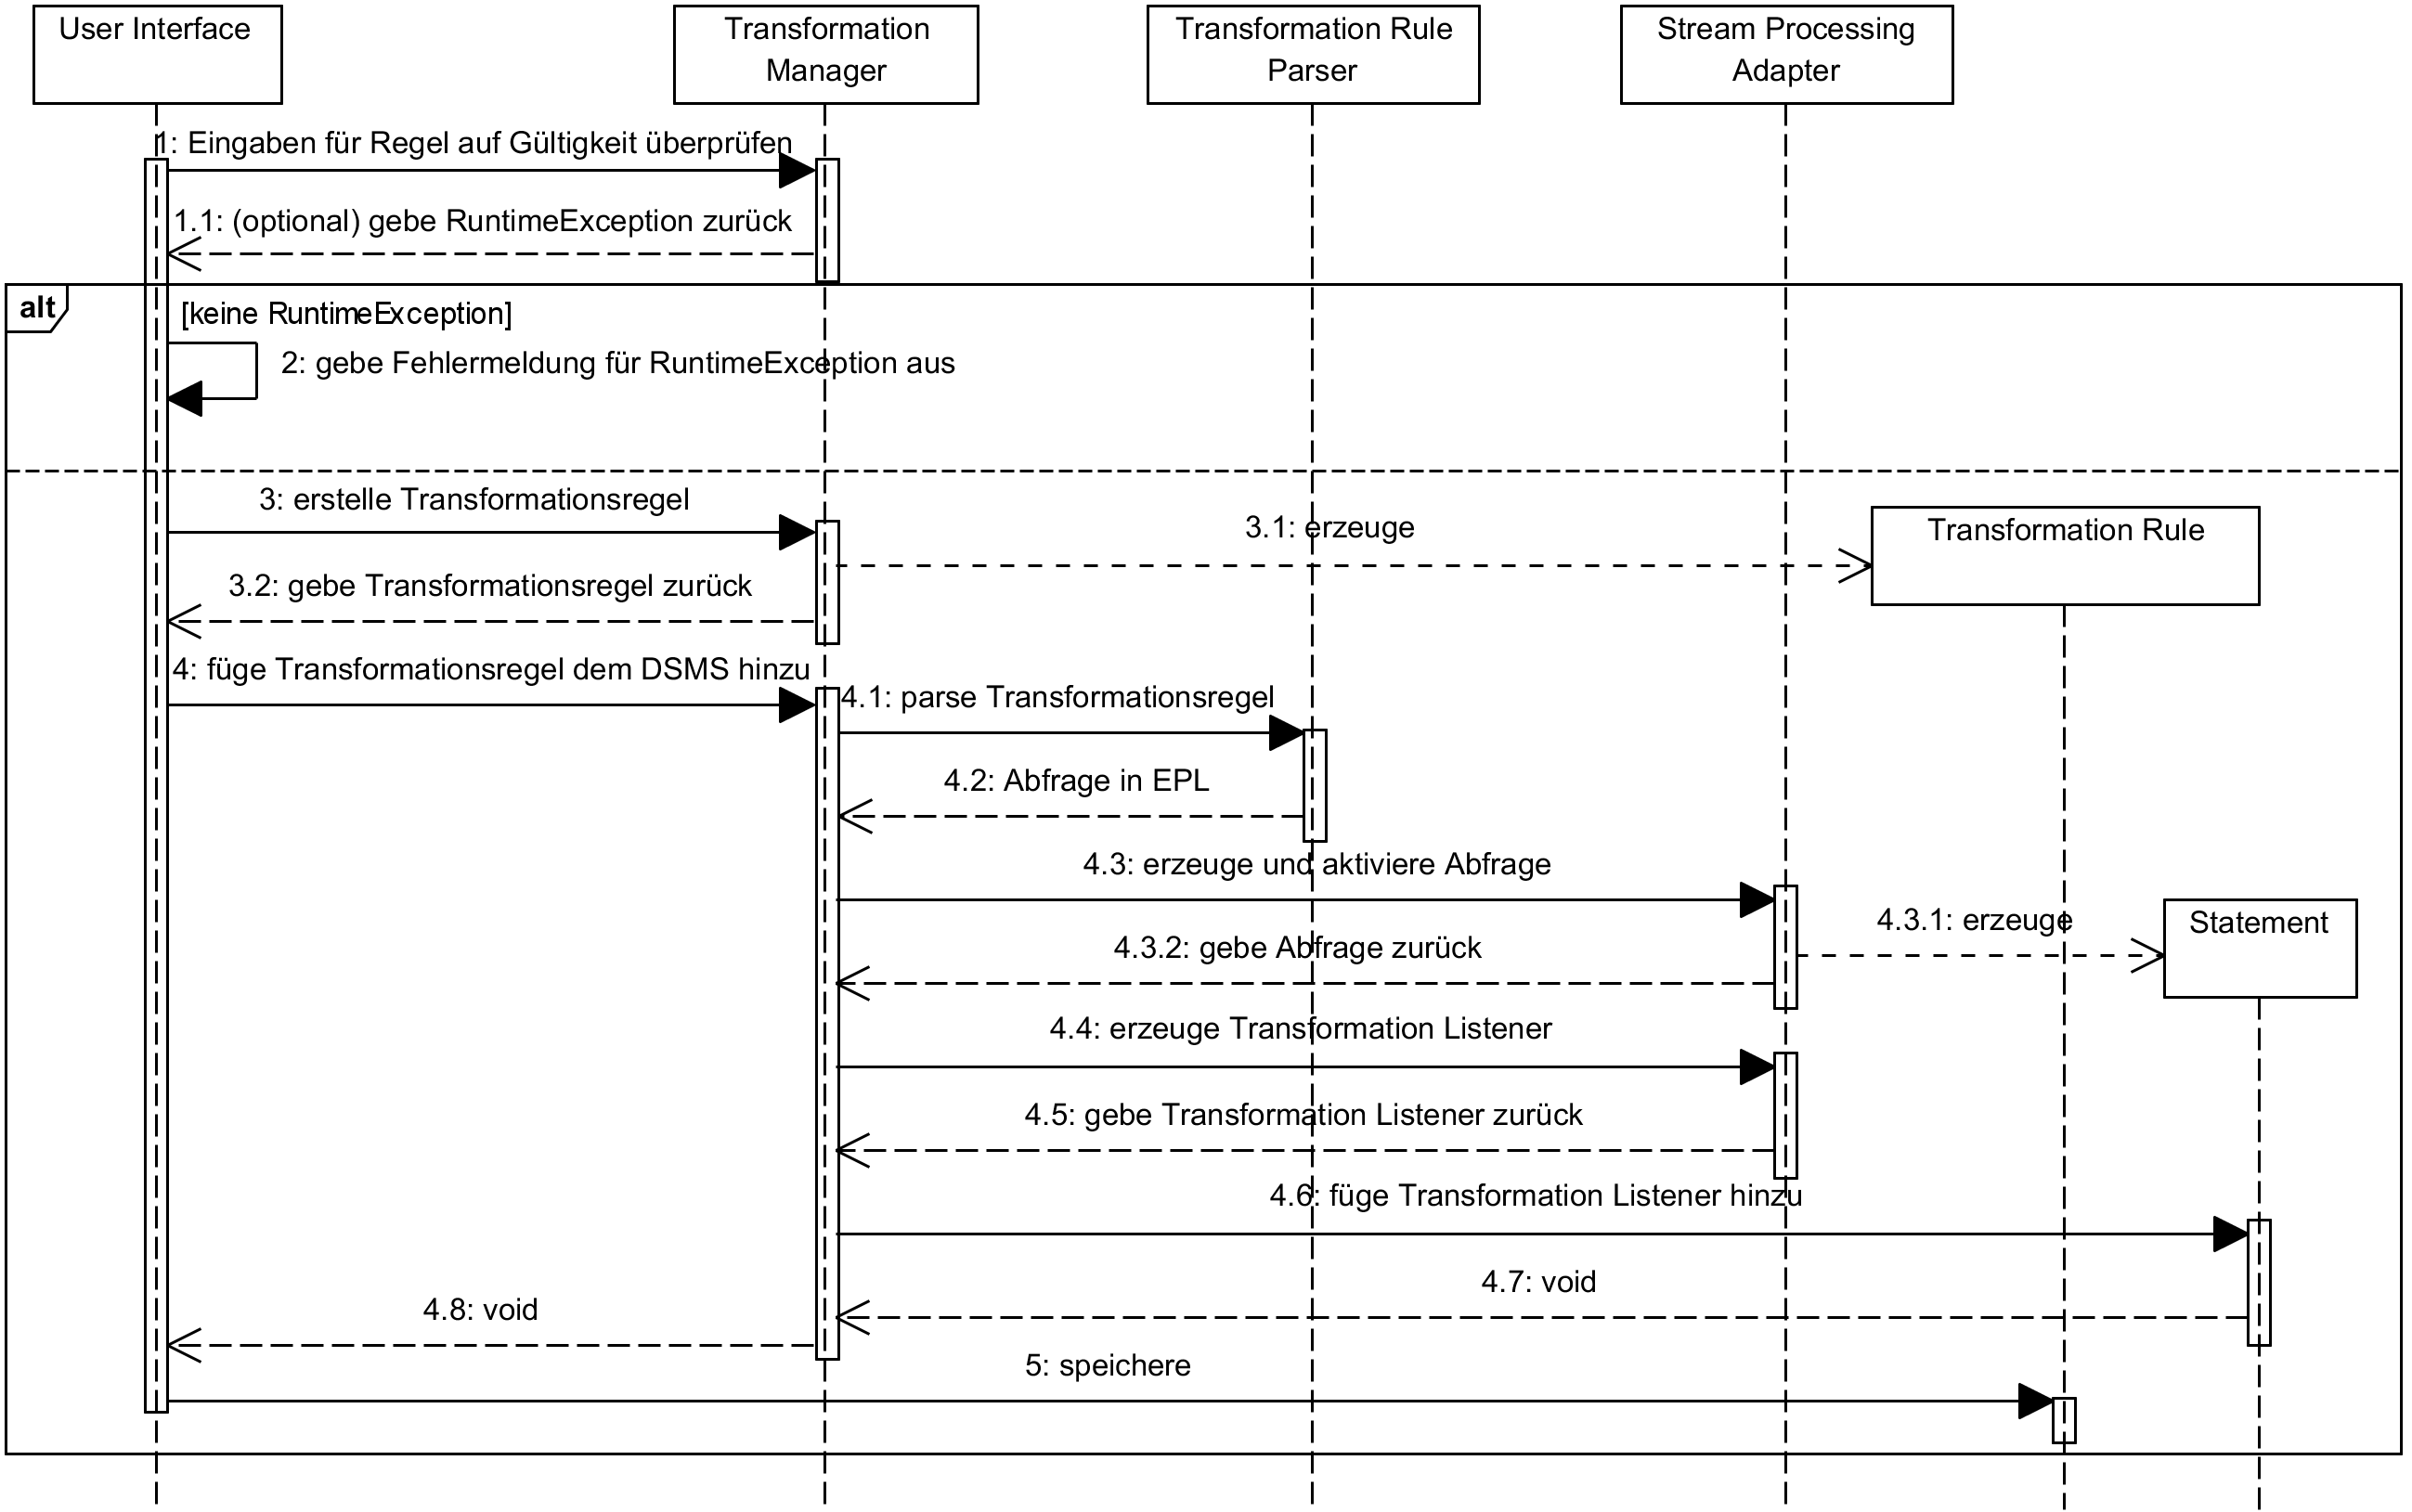 User Interface
Transformation
Manager
Transformation Rule
Parser
Stream Processing
Adapter
1: Eingaben für Regel auf Gültigkeit überprüfen
1.1: (optional) gebe RuntimeException zurück
alt
[keine RuntimeException]
2: gebe Fehlermeldung für RuntimeException aus
3: erstelle Transformationsregel
3.1: erzeuge
Transformation Rule
3.2: gebe Transformationsregel zurück
4: füge Transformationsregel dem DSMS hinzu
4.1: parse Transformationsregel
4.2: Abfrage in EPL
4.3: erzeuge und aktiviere Abfrage
4.3.1: erzeuge
Statement
4.3.2: gebe Abfrage zurück
4.4: erzeuge Transformation Listener
4.5: gebe Transformation Listener zurück
4.6: füge Transformation Listener hinzu
4.7: void
4.8: void
5: speichere